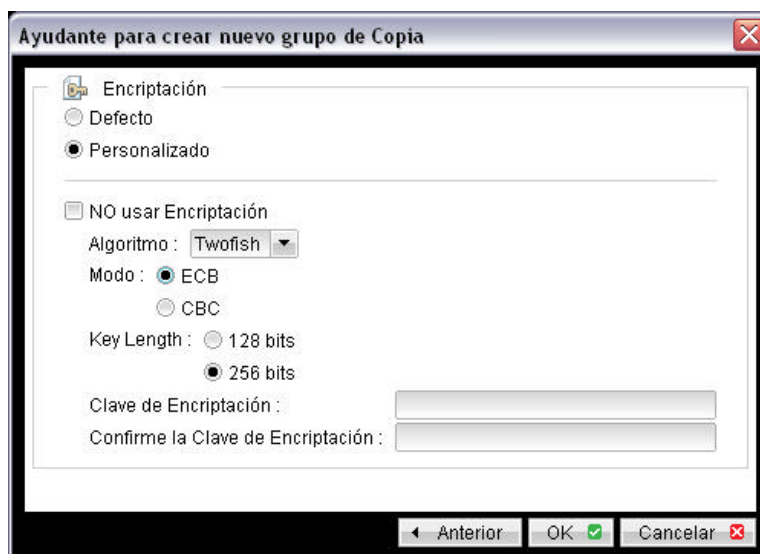 Ayudante para crear nuevo grupo de Copia
Encriptación
Defecto
Personalizado
NO usar Encriptación
Algoritmo : Twofish
Modo : ECB
CBC
Key Length : 128 bits
256 bits
Clave de Encriptación :
Confirme la Clave de Encriptación :
Anterior OK Cancelar